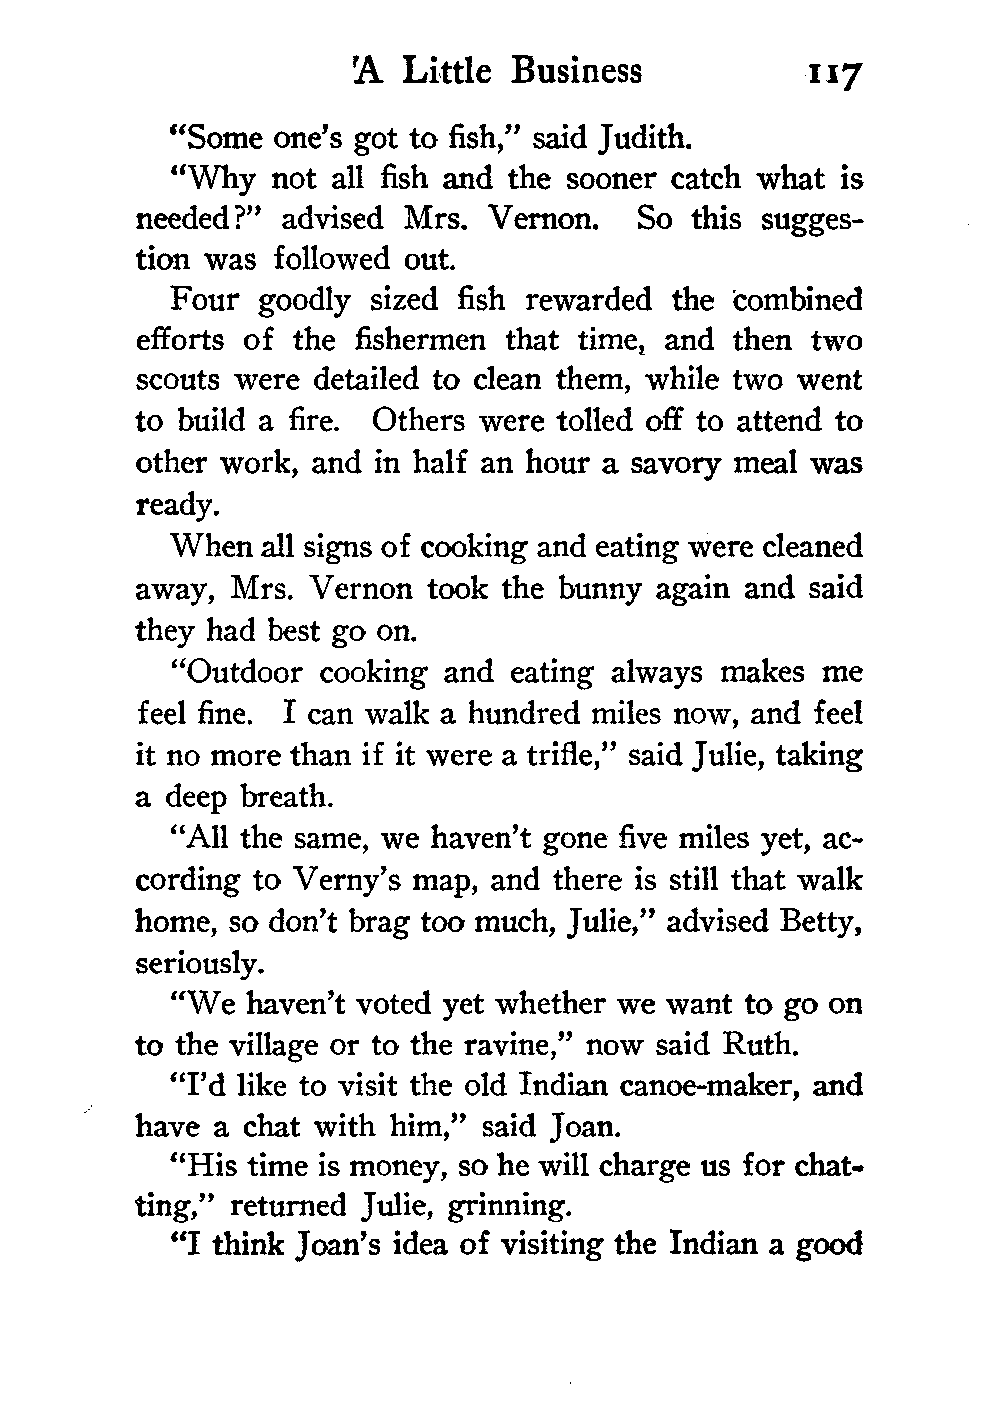 'A Little Business 117
“Some one’s got to fish,” said Judith.
“Why not all fish and the sooner catch what is
needed?” advised Mrs. Vernon. So this sugges-
tion was followed out.
Four goodly sized fish rewarded the combined
efforts of the fishermen that time, and then two
scouts were detailed to clean them, while two went
to build a fire. Others were tolled off to attend to
other work, and in half an hour a savory meal was
ready.
When all signs of cooking and eating were cleaned
away, Mrs. Vernon took the bunny again and said
they had best go on.
“Outdoor cooking and eating always makes me
feel fine. I can walk a hundred miles now, and feel
it no more than if it were a trifle,” said Julie, taking
a deep breath.
“All the same, we haven’t gone five miles yet, ac-
cording to Verny’s map, and there is still that walk
home, so don’t brag too much, Julie,” advised Betty,
seriously.
“We haven’t voted yet whether we want to go on
to the village or to the ravine,” now said Ruth.
“I’d like to visit the old Indian canoe-maker, and
have a chat with him,” said Joan.
“His time is money, so he will charge us for chat-
ting,” returned Julie, grinning.
“I think Joan’s idea of visiting the Indian a good